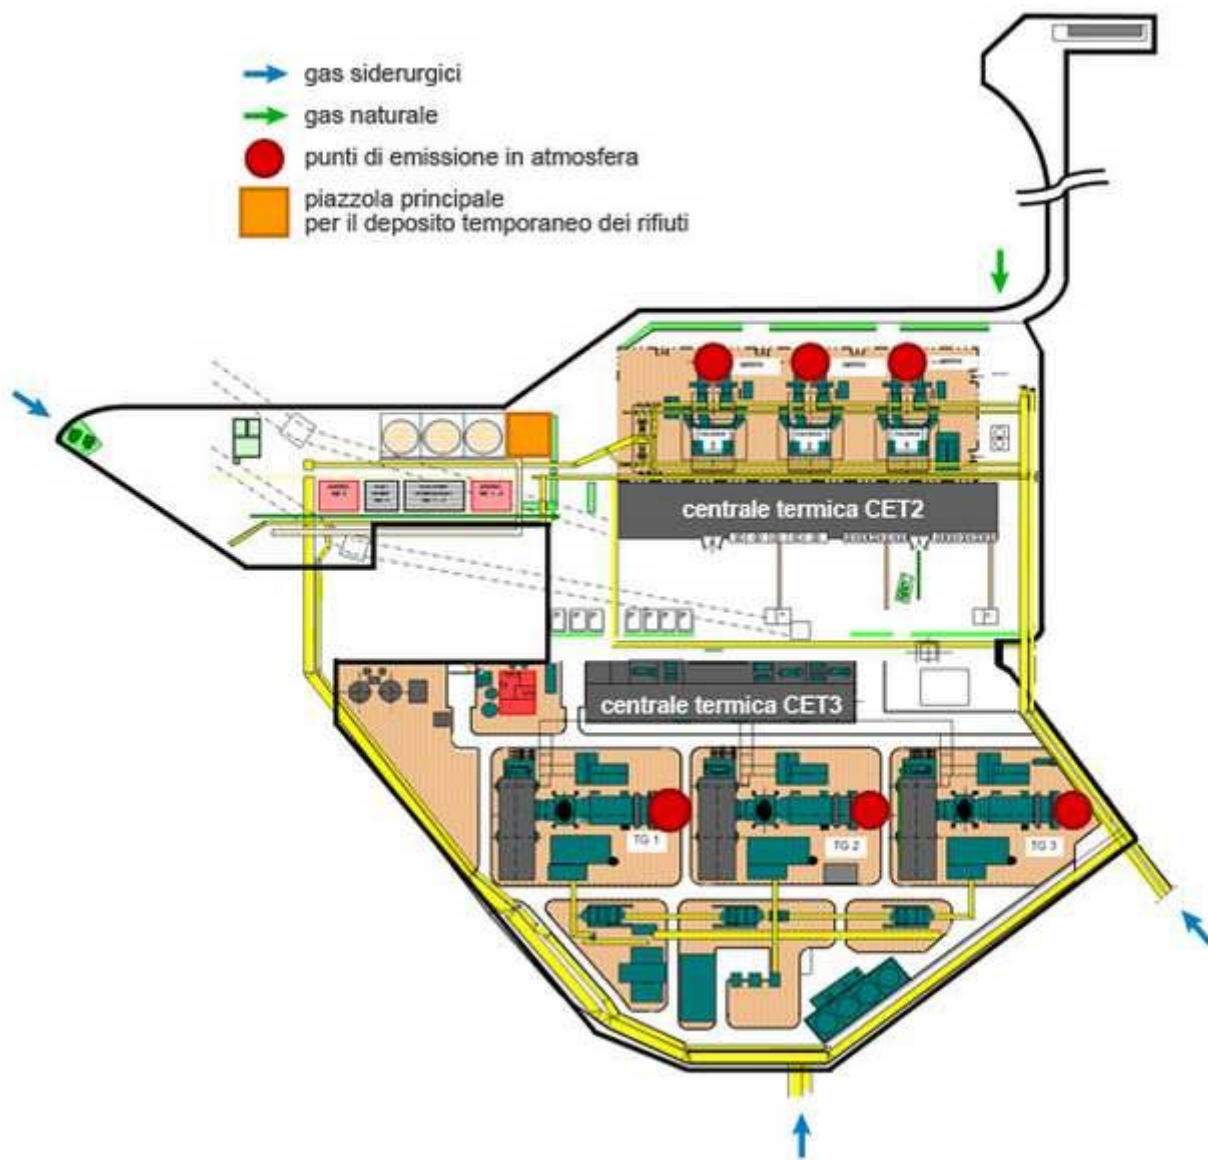 gas siderurgici
gas naturale
punti di emissione in atmosfera
piazzola principale
per il deposito temporaneo dei rifiuti
centrale termica CET2
centrale termica CET3
TG 1
TG 2
TG 3